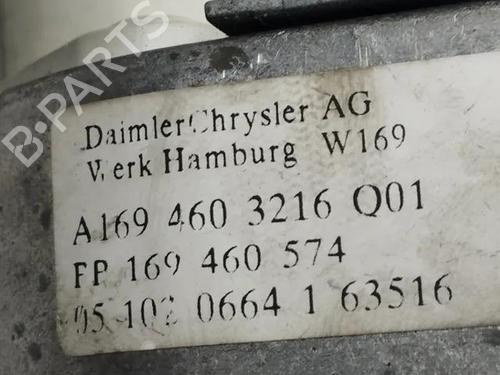 B-PARTS
DaimlerChrysler AG
Werk Hamburg W169
A169 460 3216 Q01
FP 169 460 574
05 102 0664 1 63516